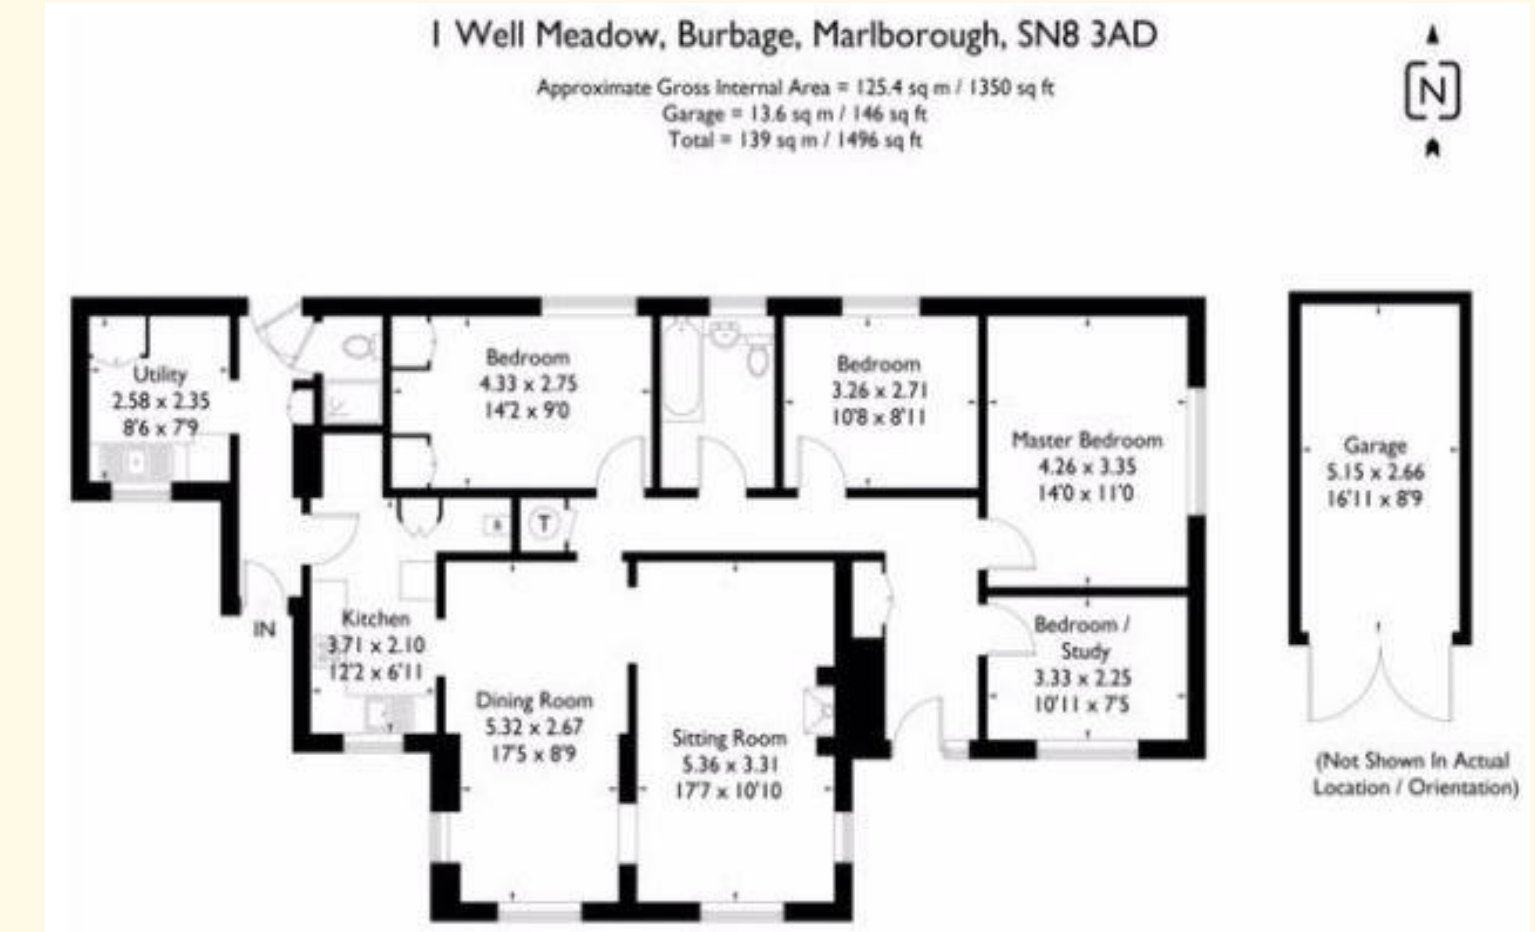 1 Well Meadow, Burbage, Marlborough, SN8 3AD
Approximate Gross Internal Area = 125.4 sq m / 1350 sq ft
Garage = 13.6 sq m / 146 sq ft
Total = 139 sq m / 1496 sq ft
N
Utility
2.58 x 2.35
8'6 x 7'9
Bedroom
4.33 x 2.75
14'2 x 9'0
Bedroom
3.26 x 2.71
10'8 x 8'11
Master Bedroom
4.26 x 3.35
14'0 x 11'0
Garage
5.15 x 2.66
16'11 x 8'9
T
IN
Kitchen
3.71 x 2.10
12'2 x 6'11
Dining Room
5.32 x 2.67
17'5 x 8'9
Sitting Room
5.36 x 3.31
17'7 x 10'10
Bedroom /
Study
3.33 x 2.25
10'11 x 7'5
(Not Shown In Actual
Location / Orientation)